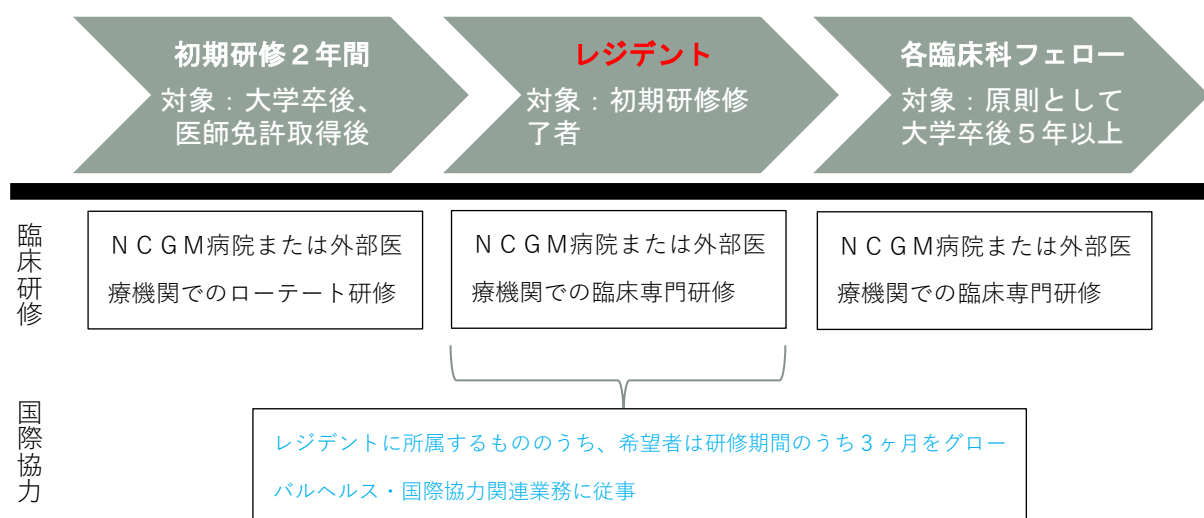 初期研修２年間
対象：大学卒後、
医師免許取得後
レジデント
対象：初期研修修
了者
各臨床科フェロー
対象：原則として
大学卒後５年以上
臨床研修
ＮＣＧＭ病院または外部医
療機関でのローテート研修
ＮＣＧＭ病院または外部医
療機関での臨床専門研修
ＮＣＧＭ病院または外部医
療機関での臨床専門研修
国際協力
レジデントに所属するもののうち、希望者は研修期間のうち３ヶ月をグロー
バルヘルス・国際協力関連業務に従事